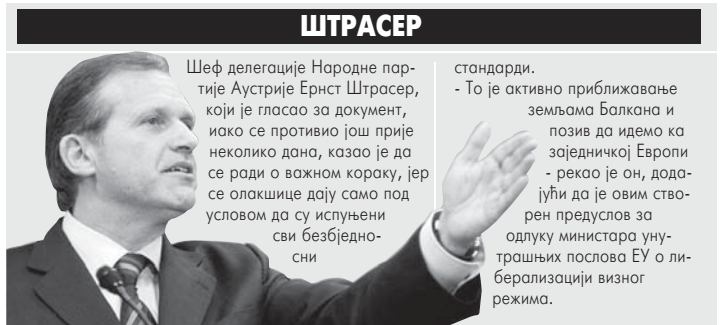 ШТРАСЕР
Шеф делегације Народне пар-
тије Аустрије Ернст Штрасер,
који је гласао за документ,
иако се противио још прије
неколико дана, казао је да
се ради о важном кораку, јер
се олакшице дају само под
условом да су испуњени
сви безбједно-
сни
стандарди.
- То је активно приближавање
земљама Балкана и
позив да идемо ка
заједничкој Европи
- рекао је он, дода-
јући да је овим ство-
рен предуслов за
одлуку министара уну-
трашњих послова ЕУ о ли-
берализацији визног
режима.